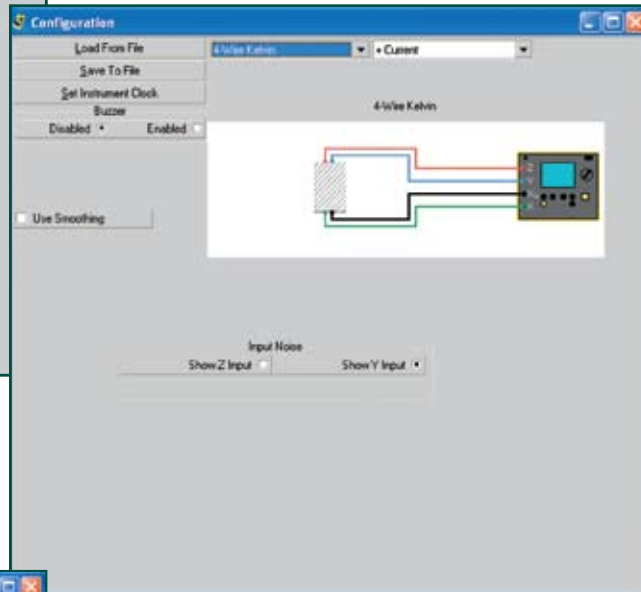 Configuration
Load From File
4-Wire Kelvin
+ Current
Save To File
Set Instrument Clock
Buzzer
4-Wire Kelvin
Disabled
Enabled
Use Smoothing
Input Noise
Show Z Input
Show Y Input